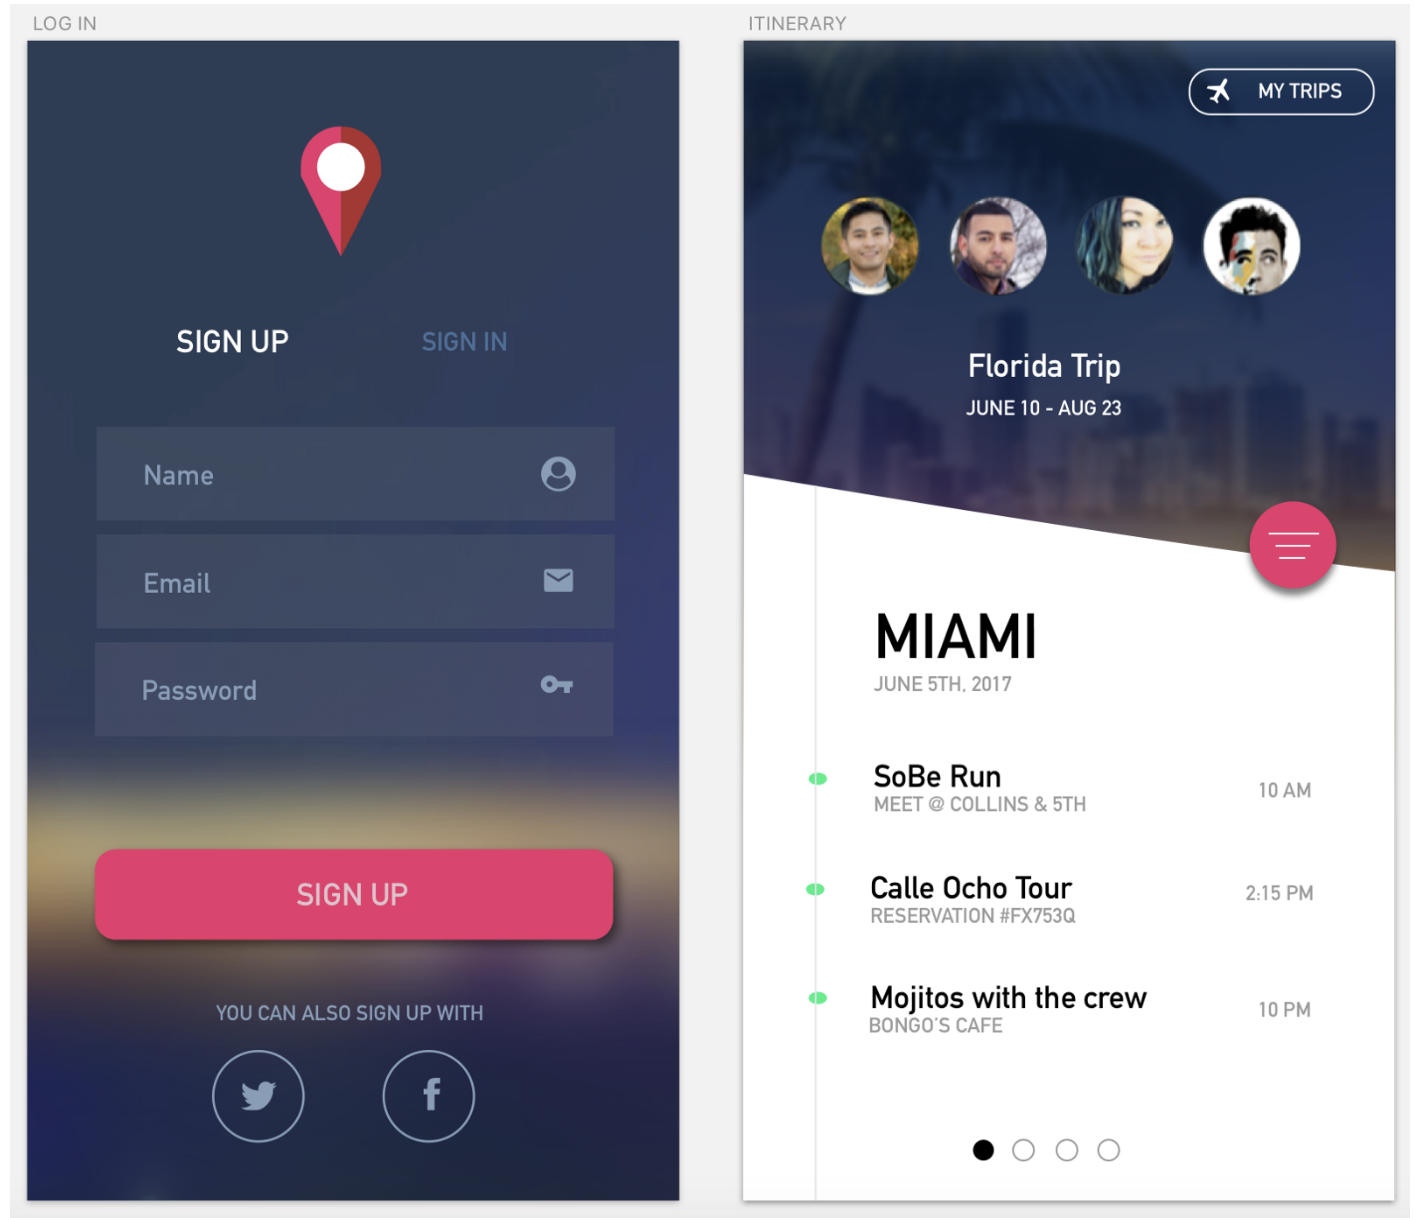 LOG IN
SIGN UP
SIGN IN
Name
Email
Password
SIGN UP
YOU CAN ALSO SIGN UP WITH
ITINERARY
MY TRIPS
Florida Trip
JUNE 10 - AUG 23
MIAMI
JUNE 5TH, 2017
SoBe Run
10 AM
MEET @ COLLINS & 5TH
Calle Ocho Tour
2:15 PM
RESERVATION #FX753Q
Mojitos with the crew
10 PM
BONGO'S CAFE